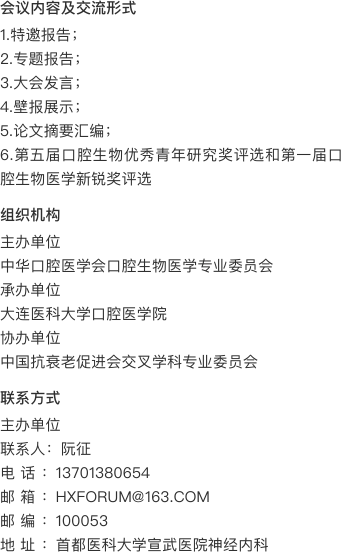 会议内容及交流形式
1.特邀报告；
2.专题报告；
3.大会发言；
4.壁报展示；
5.论文摘要汇编；
6.第五届口腔生物优秀青年研究奖评选和第一届口
腔生物医学新锐奖评选
组织机构
主办单位
中华口腔医学会口腔生物医学专业委员会
承办单位
大连医科大学口腔医学院
协办单位
中国抗衰老促进会交叉学科专业委员会
联系方式
主办单位
联系人：阮征
电 话 ：13701380654
邮 箱 ：HXFORUM@163.COM
邮 编 ：100053
地 址 ：首都医科大学宣武医院神经内科